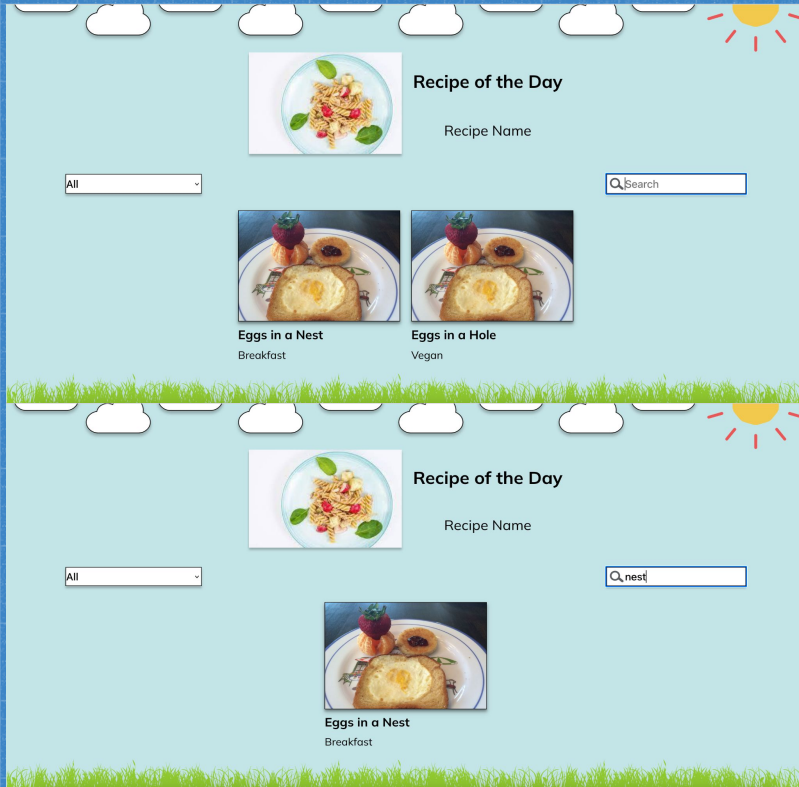 Recipe of the Day
Recipe Name
All
Search
Eggs in a Nest
Eggs in a Hole
Breakfast
Vegan
Recipe of the Day
Recipe Name
All
nest
Eggs in a Nest
Breakfast